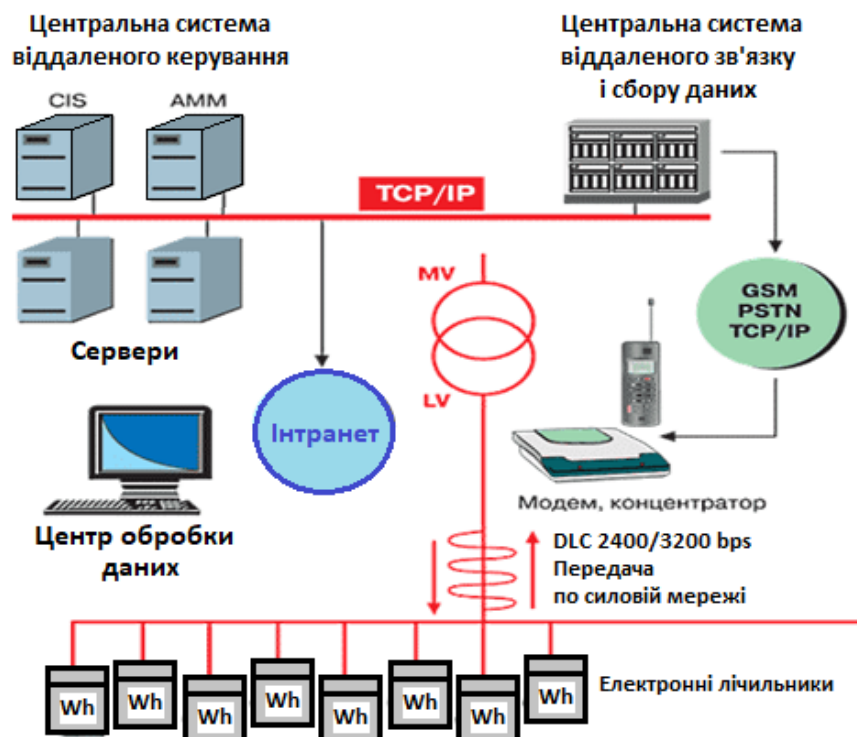 Центральна система
віддаленого керування
Центральна система
віддаленого зв'язку
і сбору даних
CIS
AMM
TCP/IP
MV
LV
GSM
PSTN
TCP/IP
Сервери
Інтранет
Модем, концентратор
Центр обробки
даних
DLC 2400/3200 bps
Передача
по силовій мережі
Wh
Wh
Wh
Wh
Wh
Wh
Wh
Wh
Електронні лічильники